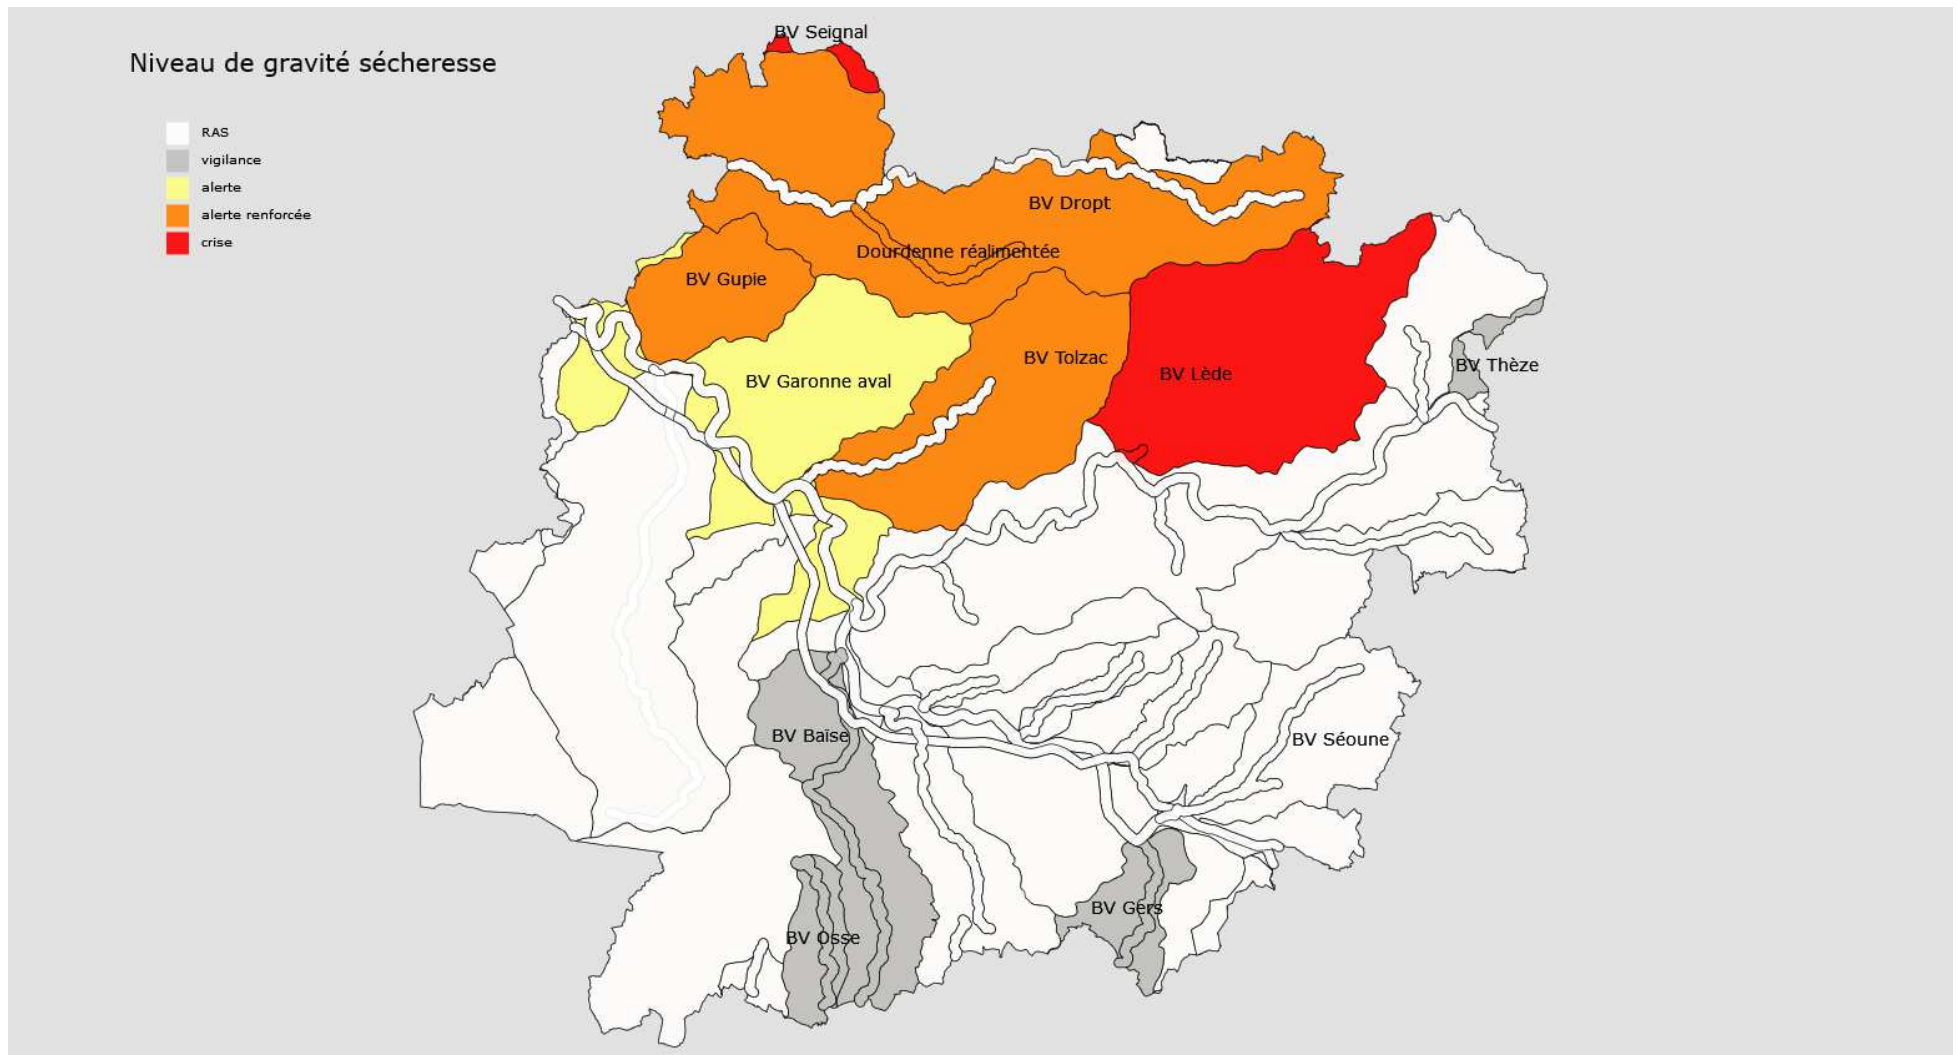 BV Seignal
Niveau de gravité sécheresse
RAS
vigilance
alerte
alerte renforcée
crise
BV Dropt
Dourdenne réalimentée
BV Gupie
BV Tolzac
BV Thèze
BV Lède
BV Garonne aval
BV Baïse
BV Séoune
BV Gers
BV Osse